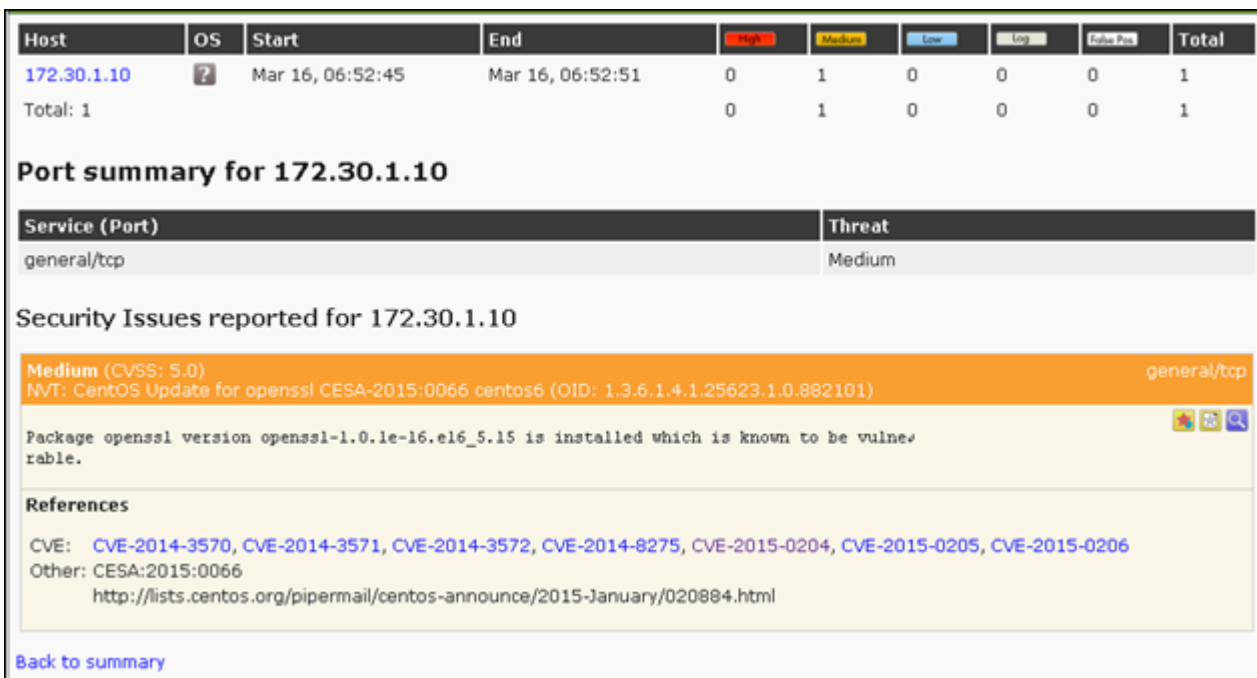 Host OS Start End High Medium Low Log False Pos. Total
172.30.1.10 ? Mar 16, 06:52:45 Mar 16, 06:52:51 0 1 0 0 0 1
Total: 1 0 1 0 0 0 1
Port summary for 172.30.1.10
Service (Port) Threat
general/tcp Medium
Security Issues reported for 172.30.1.10
Medium (CVSS: 5.0) general/tcp
NVT: CentOS Update for openssl CESA-2015:0066 centos6 (OID: 1.3.6.1.4.1.25623.1.0.882101)
Package openssl version openssl-1.0.1e-16.el6_5.15 is installed which is known to be vulne↵
rable.
References
CVE: CVE-2014-3570, CVE-2014-3571, CVE-2014-3572, CVE-2014-8275, CVE-2015-0204, CVE-2015-0205, CVE-2015-0206
Other: CESA:2015:0066
http://lists.centos.org/pipermail/centos-announce/2015-January/020884.html
Back to summary